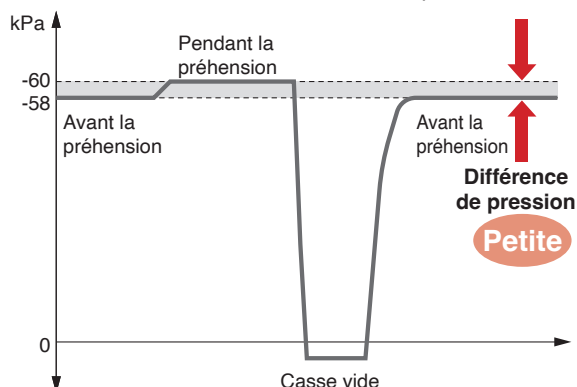 kPa
Pendant la
préhension
-60
-58
Avant la
préhension
Avant la
préhension
Différence
de pression
Petite
0
Casse vide